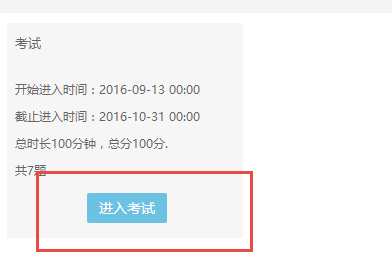 考试
开始进入时间：2016-09-13 00:00
截止进入时间：2016-10-31 00:00
总时长100分钟，总分100分.
共7题
进入考试